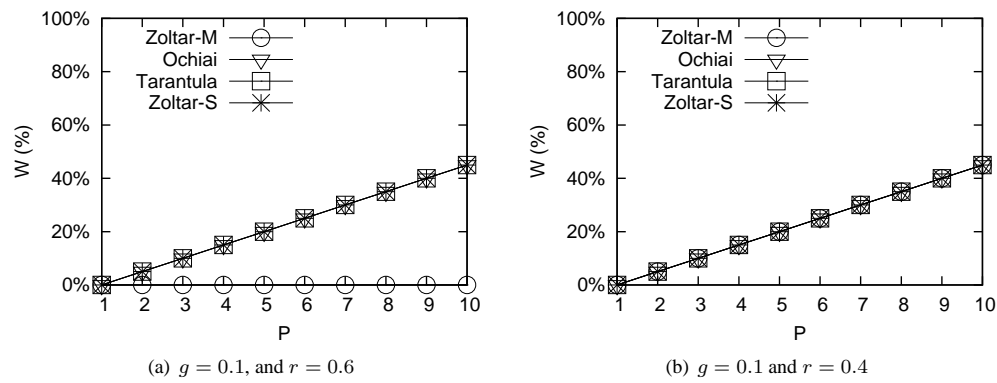 100%
80%
60%
40%
20%
0%
W (%)
Zoltar-M
Ochiai
Tarantula
Zoltar-S
1 2 3 4 5 6 7 8 9 10
P
(a) g = 0.1, and r = 0.6
100%
80%
60%
40%
20%
0%
W (%)
Zoltar-M
Ochiai
Tarantula
Zoltar-S
1 2 3 4 5 6 7 8 9 10
P
(b) g = 0.1 and r = 0.4